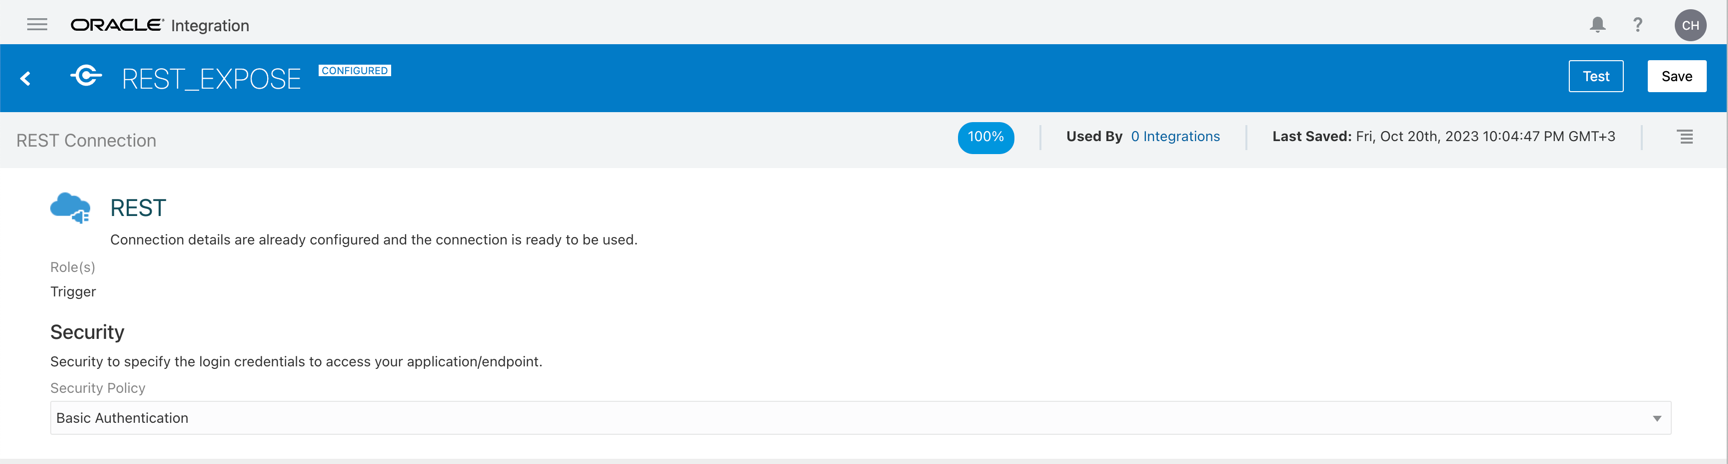 ORACLE Integration
? CH
REST_EXPOSE CONFIGURED
Test Save
REST Connection
100% Used By 0 Integrations Last Saved: Fri, Oct 20th, 2023 10:04:47 PM GMT+3
REST
Connection details are already configured and the connection is ready to be used.
Role(s)
Trigger
Security
Security to specify the login credentials to access your application/endpoint.
Security Policy
Basic Authentication